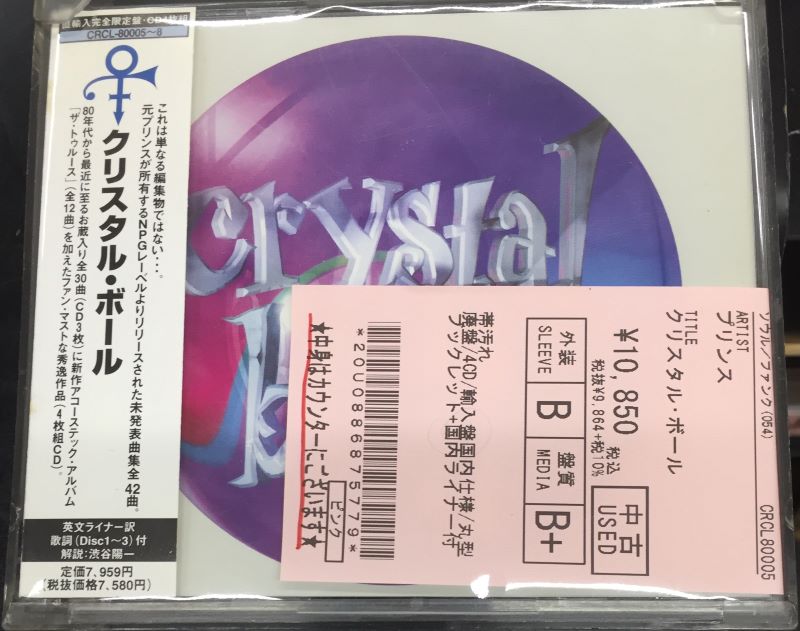 直輸入完全限定盤・CD4枚組
CRCL-80005〜8
クリスタル・ボール
これは単なる編集物ではない・・・。
元プリンスが所有するNPGレーベルよりリリースされた未発表曲集全42曲。
80年代から最近に至るお蔵入り全30曲(CD3枚)に新作アコースティック・アルバム
「ザ・トゥルース」(全12曲)を加えたファン・マストな秀逸作品(4枚組CD)。
英文ライナー訳
歌詞(Disc1〜3)付
解説:渋谷陽一
定価7,959円
(税抜価格7,580円)
crystal
ソウル/ファンク(054)
CRCL80005
ARTIST
プリンス
TITLE
クリスタル・ボール
¥10,850 税込
税抜¥9,864+税10%
中古
USED
外装
SLEEVE
B
盤質
MEDIA
B+
帯汚れ
廃盤/4CD/輸入盤国内仕様/丸型
ブックレット+国内ライナー付
*20U0886875779*
ピンク
★中身はカウンターにございます★